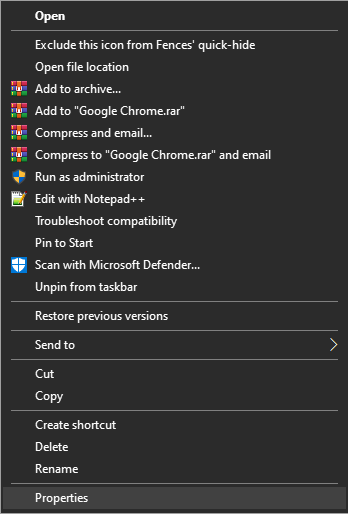 Open
Exclude this icon from Fences' quick-hide
Open file location
Add to archive...
Add to "Google Chrome.rar"
Compress and email...
Compress to "Google Chrome.rar" and email
Run as administrator
Edit with Notepad++
Troubleshoot compatibility
Pin to Start
Scan with Microsoft Defender...
Unpin from taskbar
Restore previous versions
Send to
Cut
Copy
Create shortcut
Delete
Rename
Properties